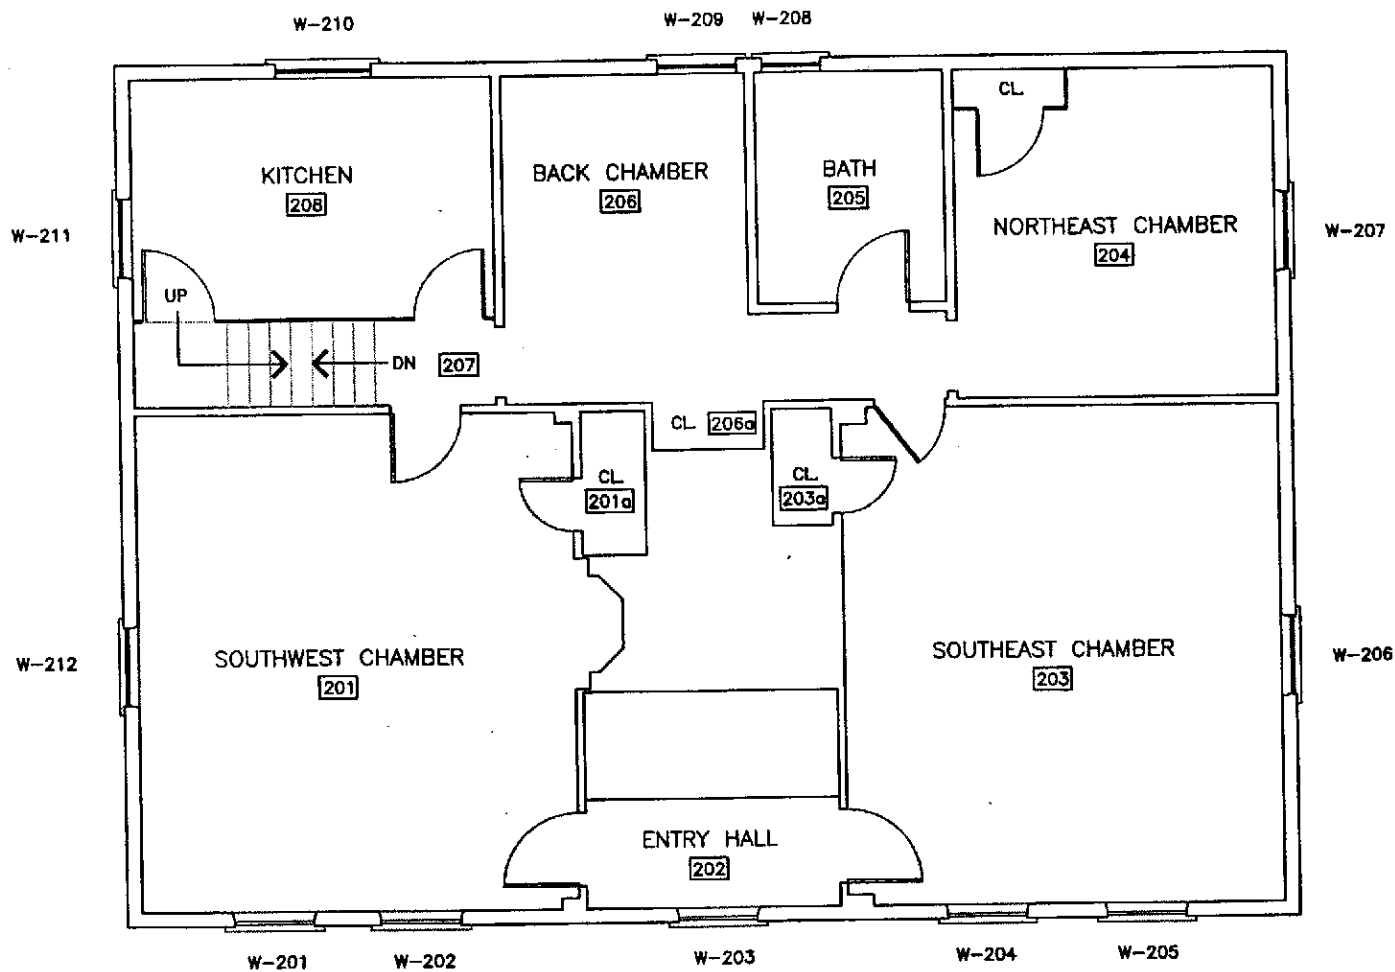 W-210
W-209
W-208
CL
KITCHEN
208
BACK CHAMBER
206
BATH
205
NORTHEAST CHAMBER
204
W-211
W-207
UP
DN
207
CL
206a
CL
201a
CL
203a
W-212
SOUTHWEST CHAMBER
201
SOUTHEAST CHAMBER
203
W-206
ENTRY HALL
202
W-201
W-202
W-203
W-204
W-205